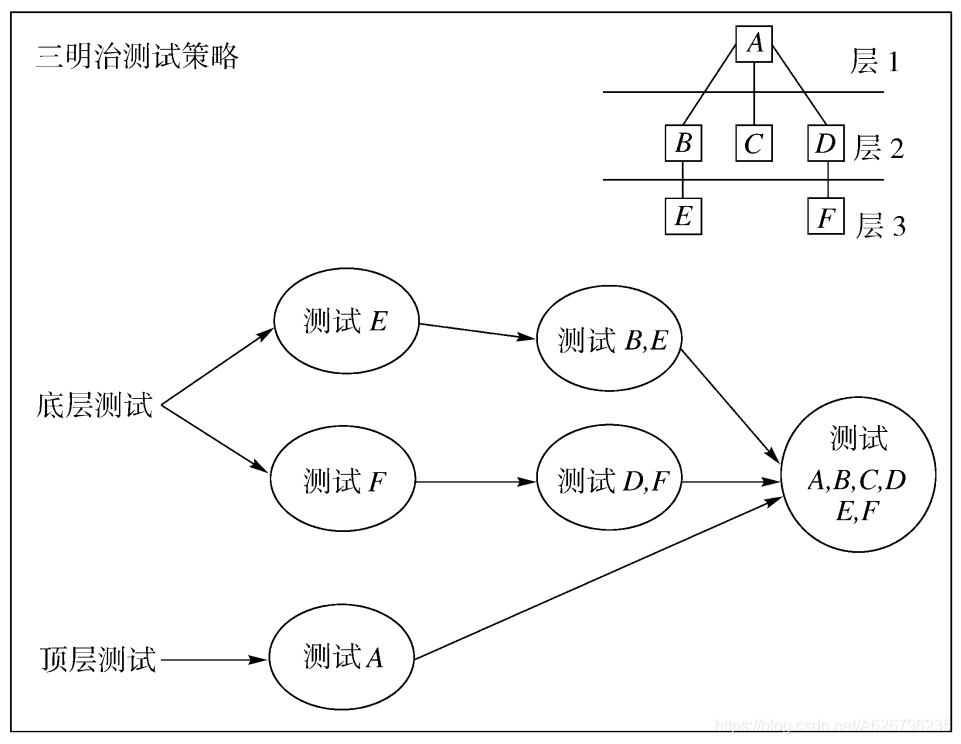 三明治测试策略
A
层 1
B
C
D
层 2
E
F
层 3
测试 E
测试 B,E
底层测试
测试
A,B,C,D
E,F
测试 F
测试 D,F
顶层测试
测试 A
https://blog.csdn.net/A626796235